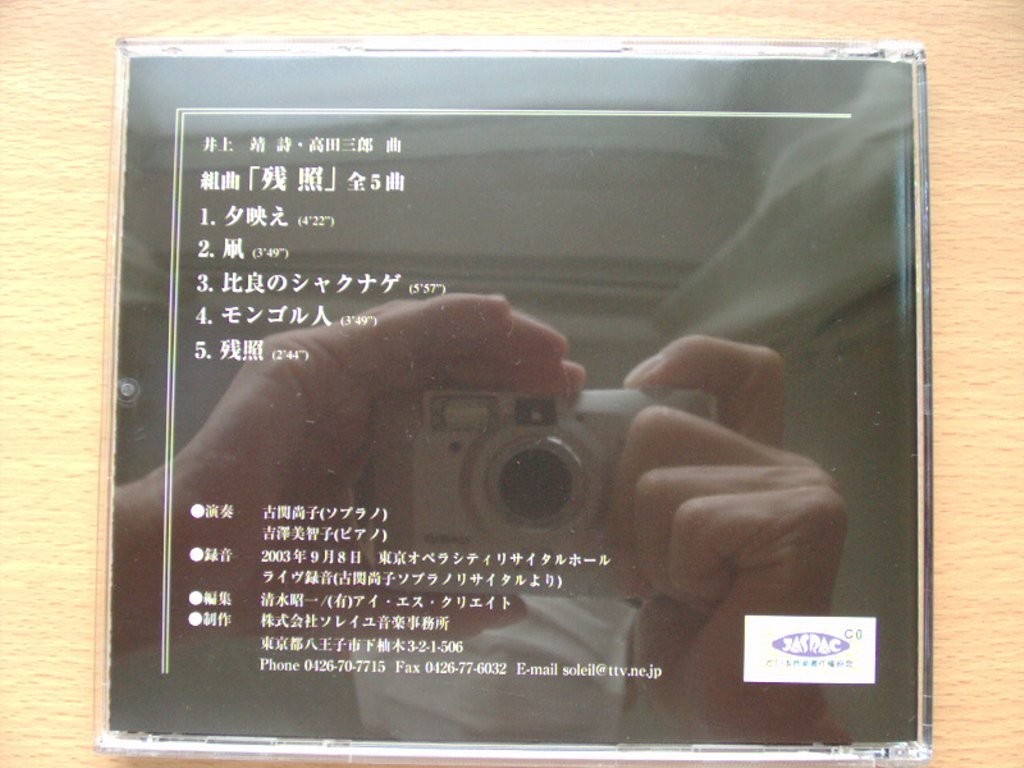 井上 靖 詩・高田三郎 曲
組曲「残 照」全5曲
1. 夕映え (4'22")
2. 凩 (3'49")
3. 比良のシャクナゲ (5'57")
4. モンゴル人 (3'49")
5. 残照 (2'44")
●演奏 古関尚子(ソプラノ)
吉澤美智子(ピアノ)
●録音 2003年9月8日 東京オペラシティリサイタルホール
ライヴ録音(古関尚子ソプラノリサイタルより)
●編集 清水昭一/(有)アイ・エス・クリエイト
●制作 株式会社ソレイユ音楽事務所
東京都八王子市下柚木3-2-1-506
Phone 0426-70-7715 Fax 0426-77-6032 E-mail soleil@ttv.ne.jp
JASRAC